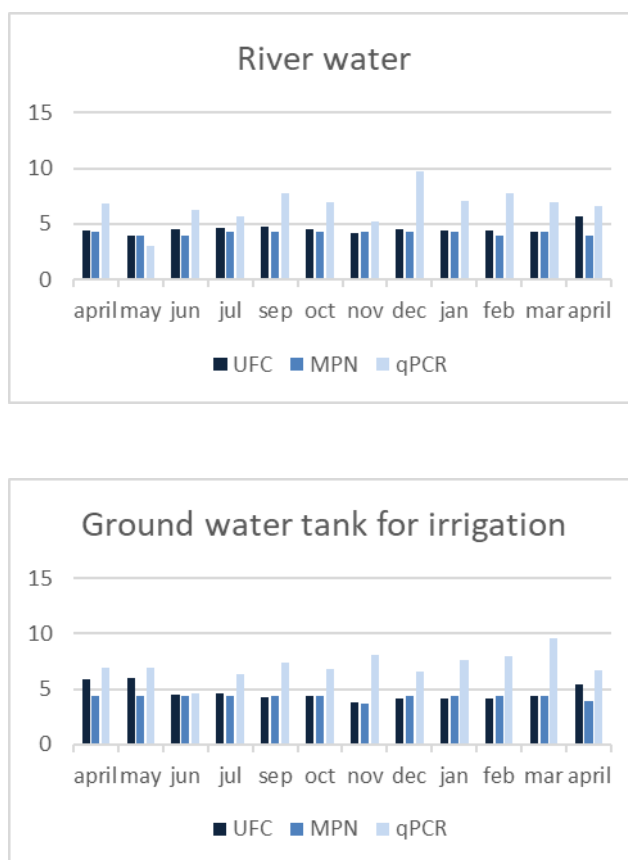 River water
15
10
5
0
april may jun jul sep oct nov dec jan feb mar april
UFC MPN qPCR
Ground water tank for irrigation
15
10
5
0
april may jun jul sep oct nov dec jan feb mar april
UFC MPN qPCR